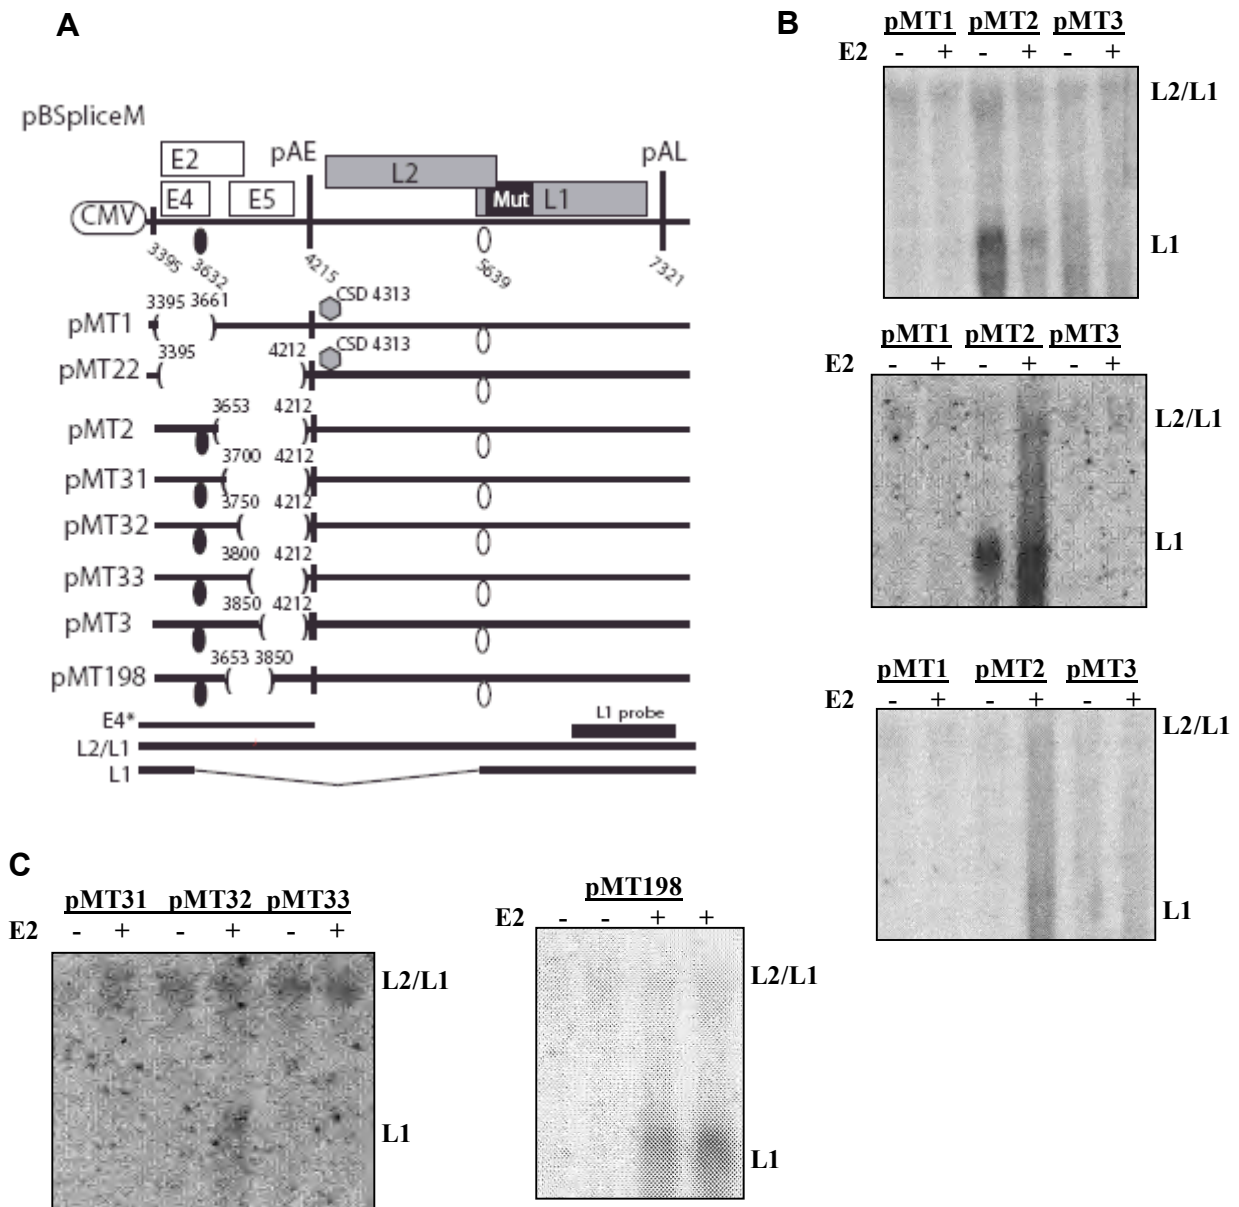 A
pBSpliceM
E2
pAE
L2
pAL
E4
E5
Mut
L1
CMV
3395
3632
4215
5639
7321
3395 3661
CSD 4313
pMT1
3395
4212
CSD 4313
pMT22
3653
4212
pMT2
3700
4212
pMT31
3750
4212
pMT32
3800
4212
pMT33
3850
4212
pMT3
3653 3850
pMT198
E4*
L1 probe
L2/L1
L1
B
pMT1 pMT2 pMT3
E2 - + - + - +
L2/L1
L1
pMT1 pMT2 pMT3
E2 - + - + - +
L2/L1
L1
pMT1 pMT2 pMT3
E2 - + - + - +
L2/L1
L1
C
pMT31 pMT32 pMT33
E2 - + - + - +
L2/L1
L1
pMT198
E2 - - + +
L2/L1
L1